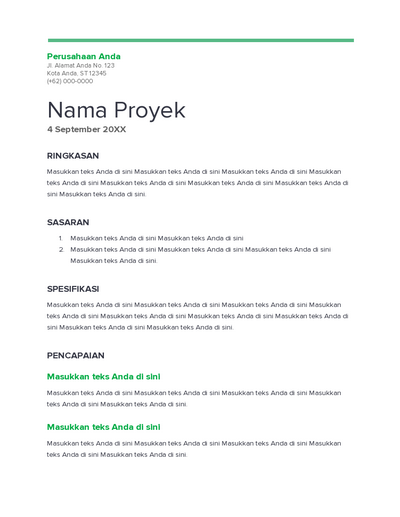 Perusahaan Anda
Jl. Alamat Anda No. 123
Kota Anda. ST 12345
(+62) 000-0000
Nama Proyek
4 September 20XX
RINGKASAN
Masukkan teks Anda di sini Masukkan teks Anda di sini Masukkan teks Anda di sini Masukkan
teks Anda di sini Masukkan teks Anda di sini Masukkan teks Anda di sini Masukkan teks Anda di
sini Masukkan teks Anda di sini.
SASARAN
1. Masukkan teks Anda di sini Masukkan teks Anda di sini
2. Masukkan teks Anda di sini Masukkan teks Anda di sini Masukkan teks Anda di sini
Masukkan teks Anda di sini.
SPESIFIKASI
Masukkan teks Anda di sini Masukkan teks Anda di sini Masukkan teks Anda di sini Masukkan
teks Anda di sini Masukkan teks Anda di sini Masukkan teks Anda di sini Masukkan teks Anda di
sini Masukkan teks Anda di sini Masukkan teks Anda di sini.
PENCAPAIAN
Masukkan teks Anda di sini
Masukkan teks Anda di sini Masukkan teks Anda di sini Masukkan teks Anda di sini Masukkan
teks Anda di sini Masukkan teks Anda di sini.
Masukkan teks Anda di sini
Masukkan teks Anda di sini Masukkan teks Anda di sini Masukkan teks Anda di sini Masukkan
teks Anda di sini Masukkan teks Anda di sini.